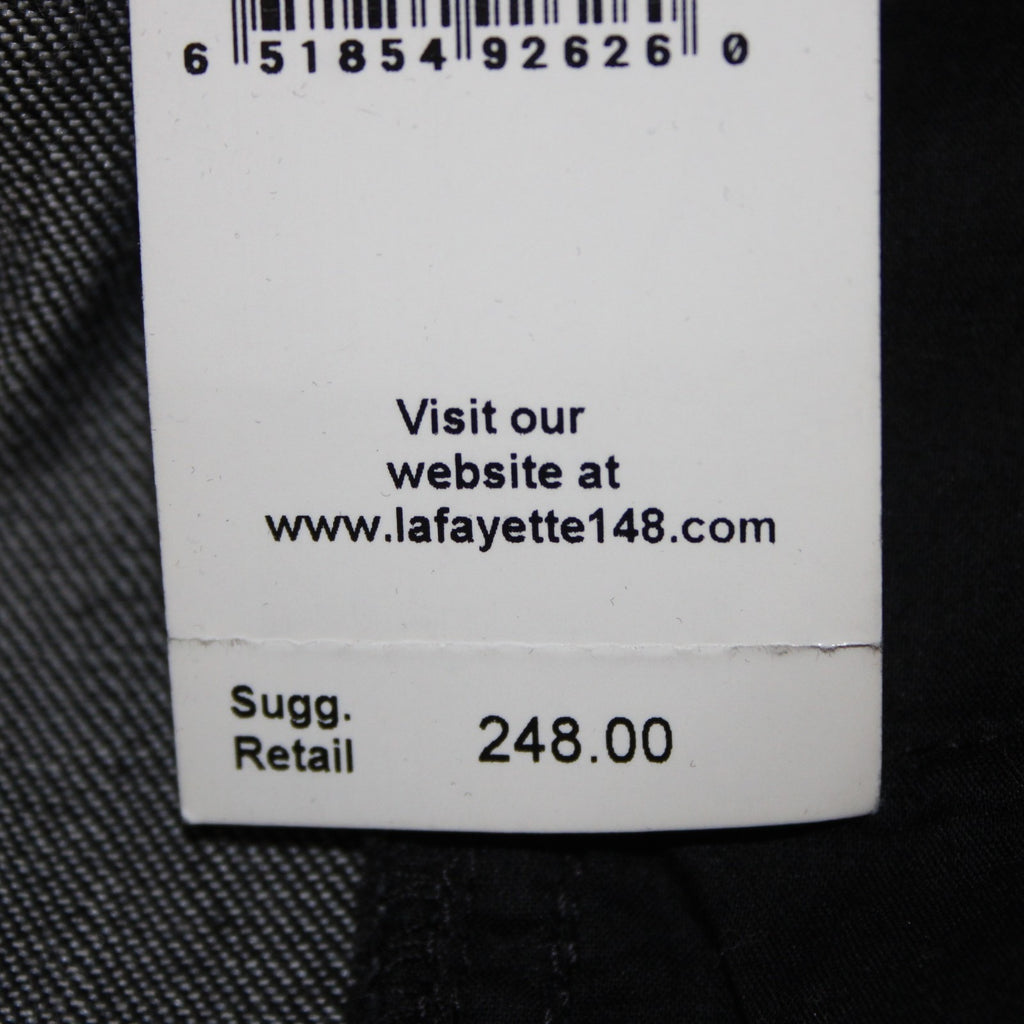 6 51854 92626 0
Visit our
website at
www.lafayette148.com
Sugg.
Retail 248.00